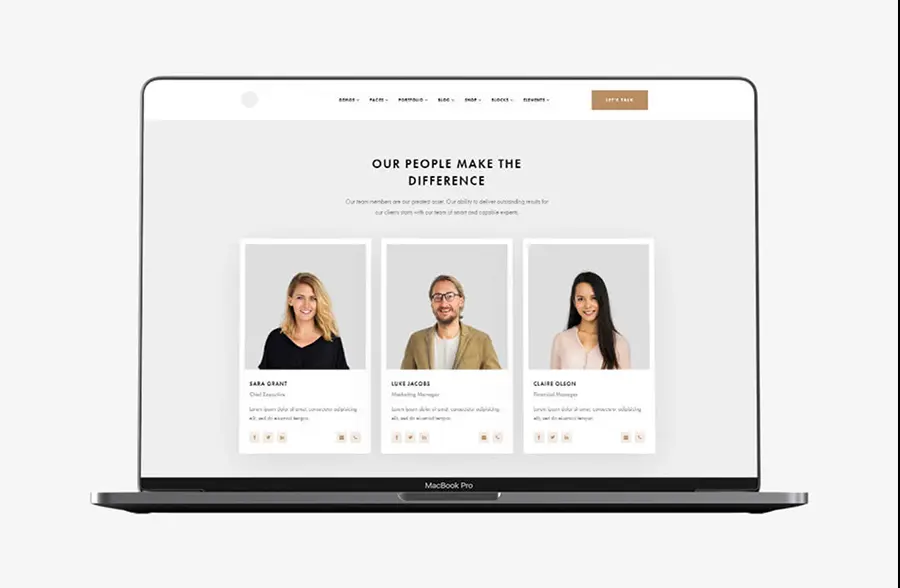 DEMOS PAGES PORTFOLIO BLOG SHOP BLOCKS ELEMENTS LET'S TALK
OUR PEOPLE MAKE THE
DIFFERENCE
Our team members are our greatest asset. Our ability to deliver outstanding results for
our clients starts with our team of smart and capable experts.
SARA GRANT
Chief Executive
Lorem ipsum dolor sit amet, consectetur adipisicing
elit, sed do eiusmod tempor.
LUKE JACOBS
Marketing Manager
Lorem ipsum dolor sit amet, consectetur adipisicing
elit, sed do eiusmod tempor.
CLAIRE OLSON
Financial Manager
Lorem ipsum dolor sit amet, consectetur adipisicing
elit, sed do eiusmod tempor.
MacBook Pro